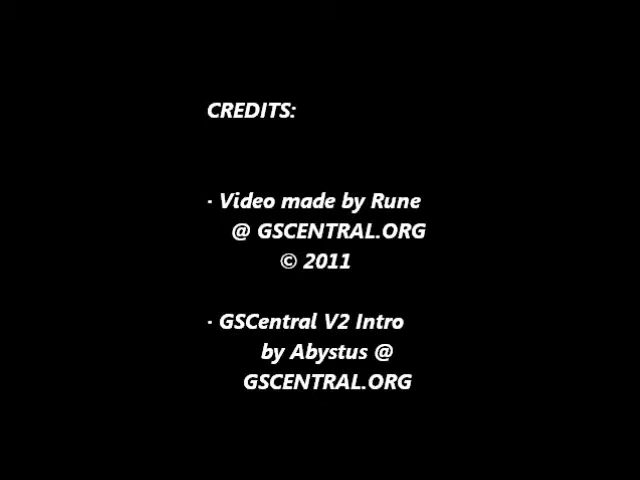 CREDITS:
· Video made by Rune
@ GSCENTRAL.ORG
© 2011
· GSCentral V2 Intro
by Abystus @
GSCENTRAL.ORG